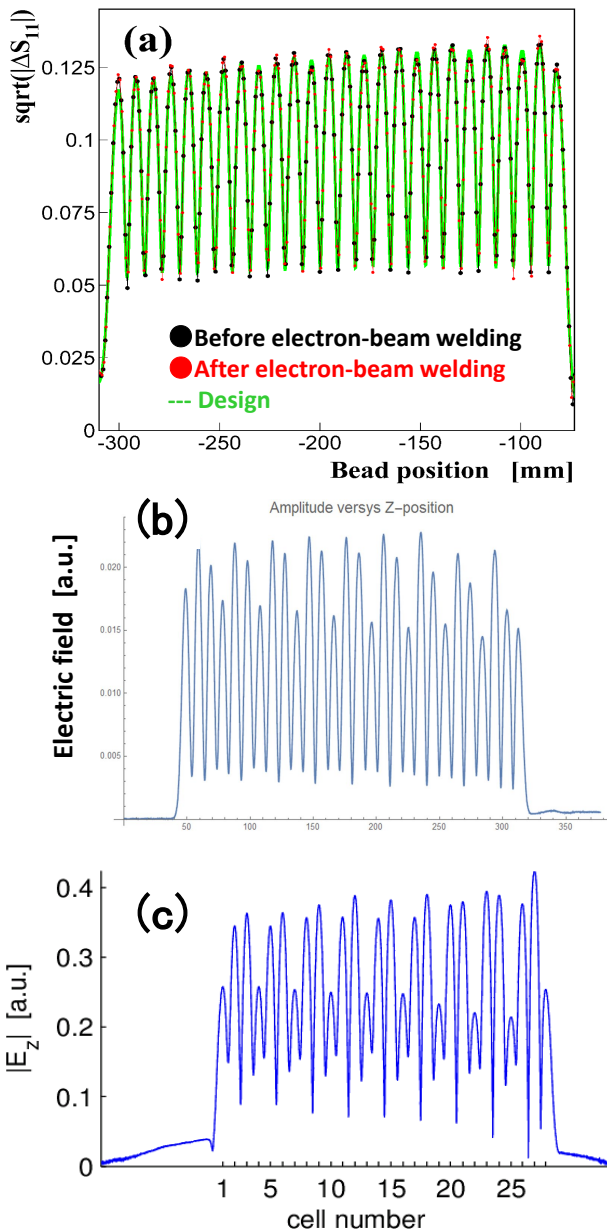 (a)
sqrt(|ΔS11|)
0.125
0.1
0.075
0.05
0.025
0
Before electron-beam welding
After electron-beam welding
--- Design
-300 -250 -200 -150 -100
Bead position [mm]
(b)
Amplitude versys Z-position
Electric field [a.u.]
0.020
0.015
0.010
0.005
50 100 150 200 250 300 350
(c)
|Ez| [a.u.]
0.4
0.3
0.2
0.1
0
1 5 10 15 20 25
cell number